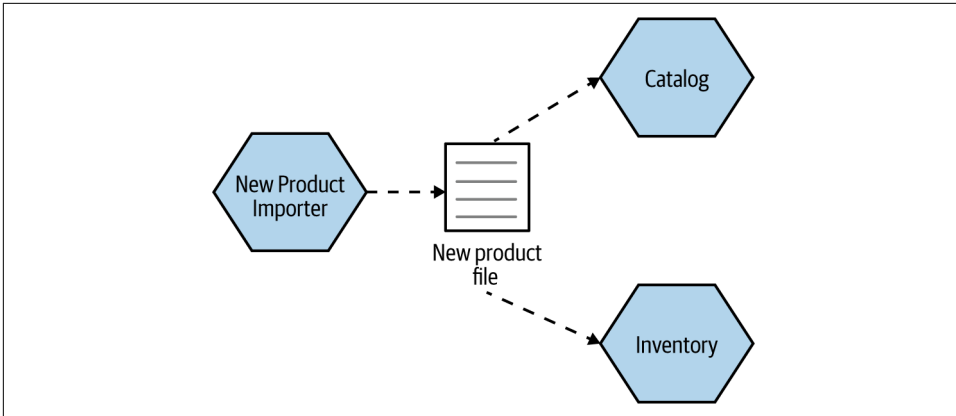 Catalog
New Product
Importer
New product
file
Inventory